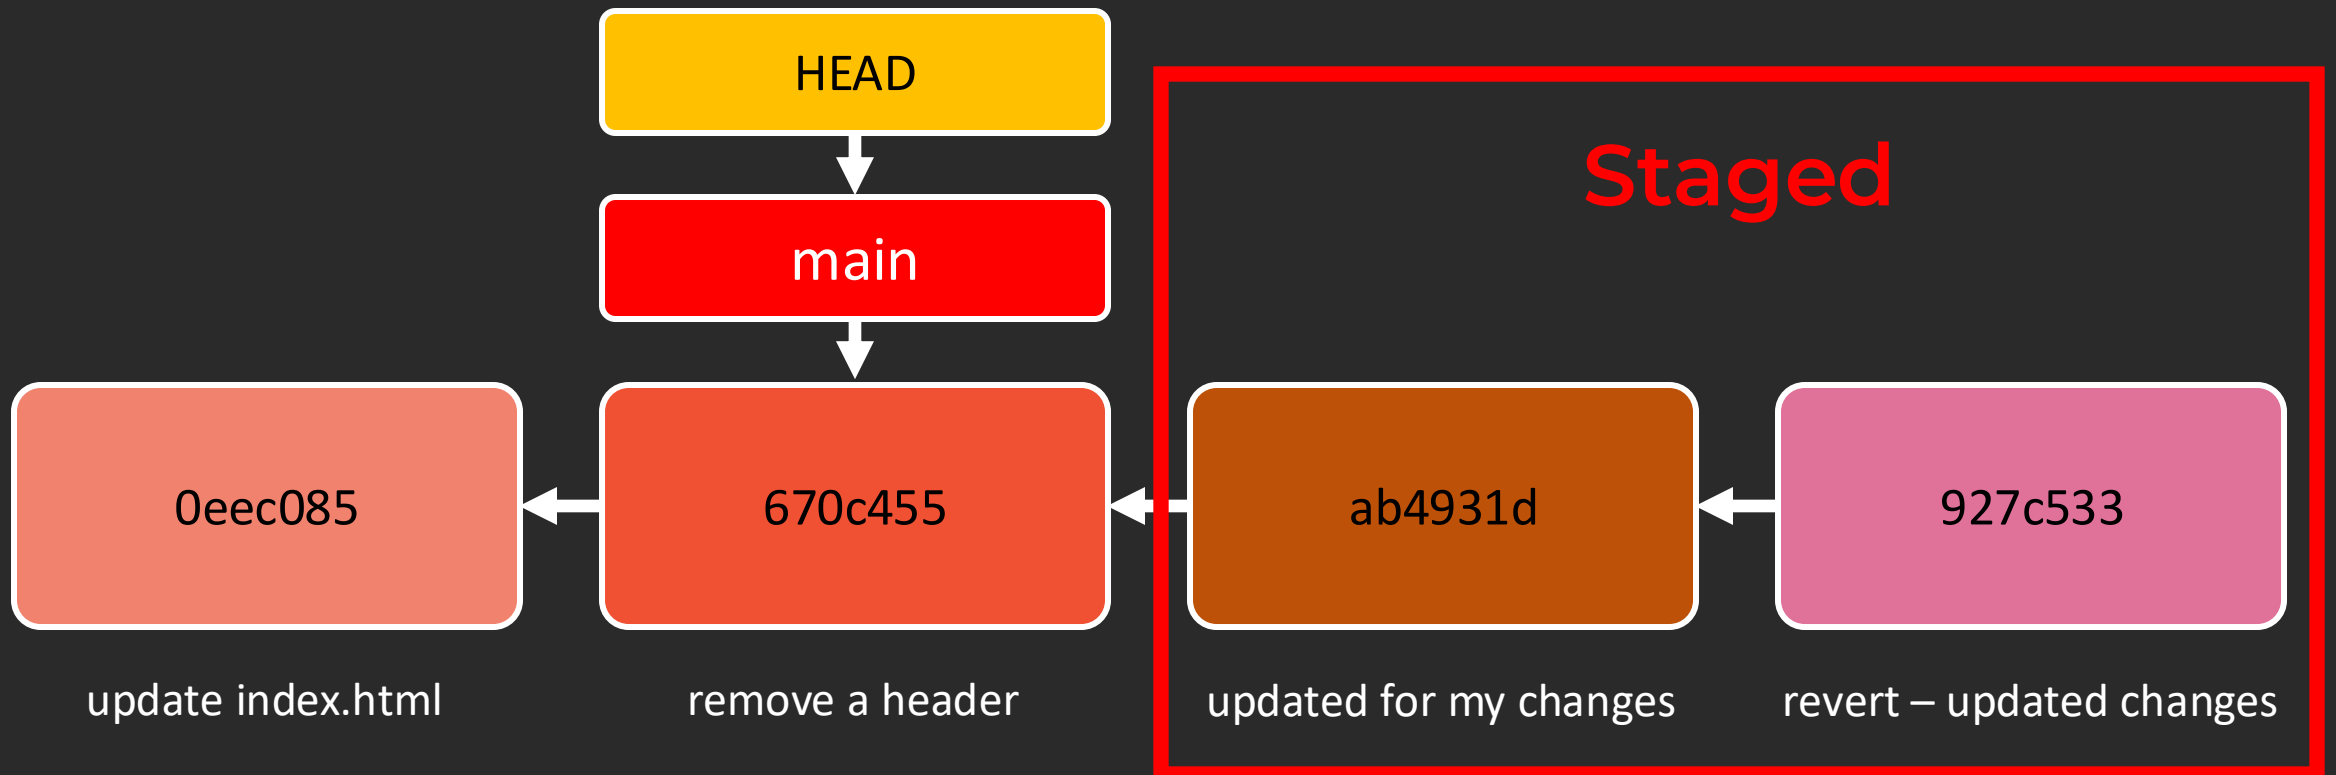 HEAD
Staged
main
0eec085
670c455
ab4931d
927c533
update index.html
remove a header
updated for my changes
revert – updated changes